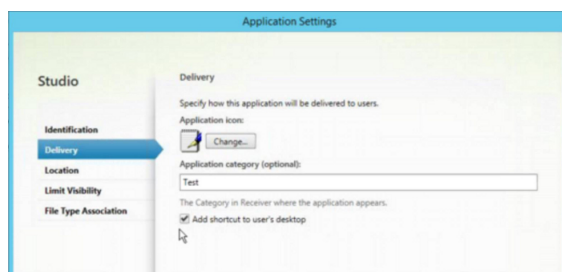 Application Settings
Studio
Identification
Delivery
Location
Limit Visibility
File Type Association
Delivery
Specify how this application will be delivered to users.
Application icon:
Change...
Application category (optional):
Test
The Category in Receiver where the application appears.
Add shortcut to user's desktop